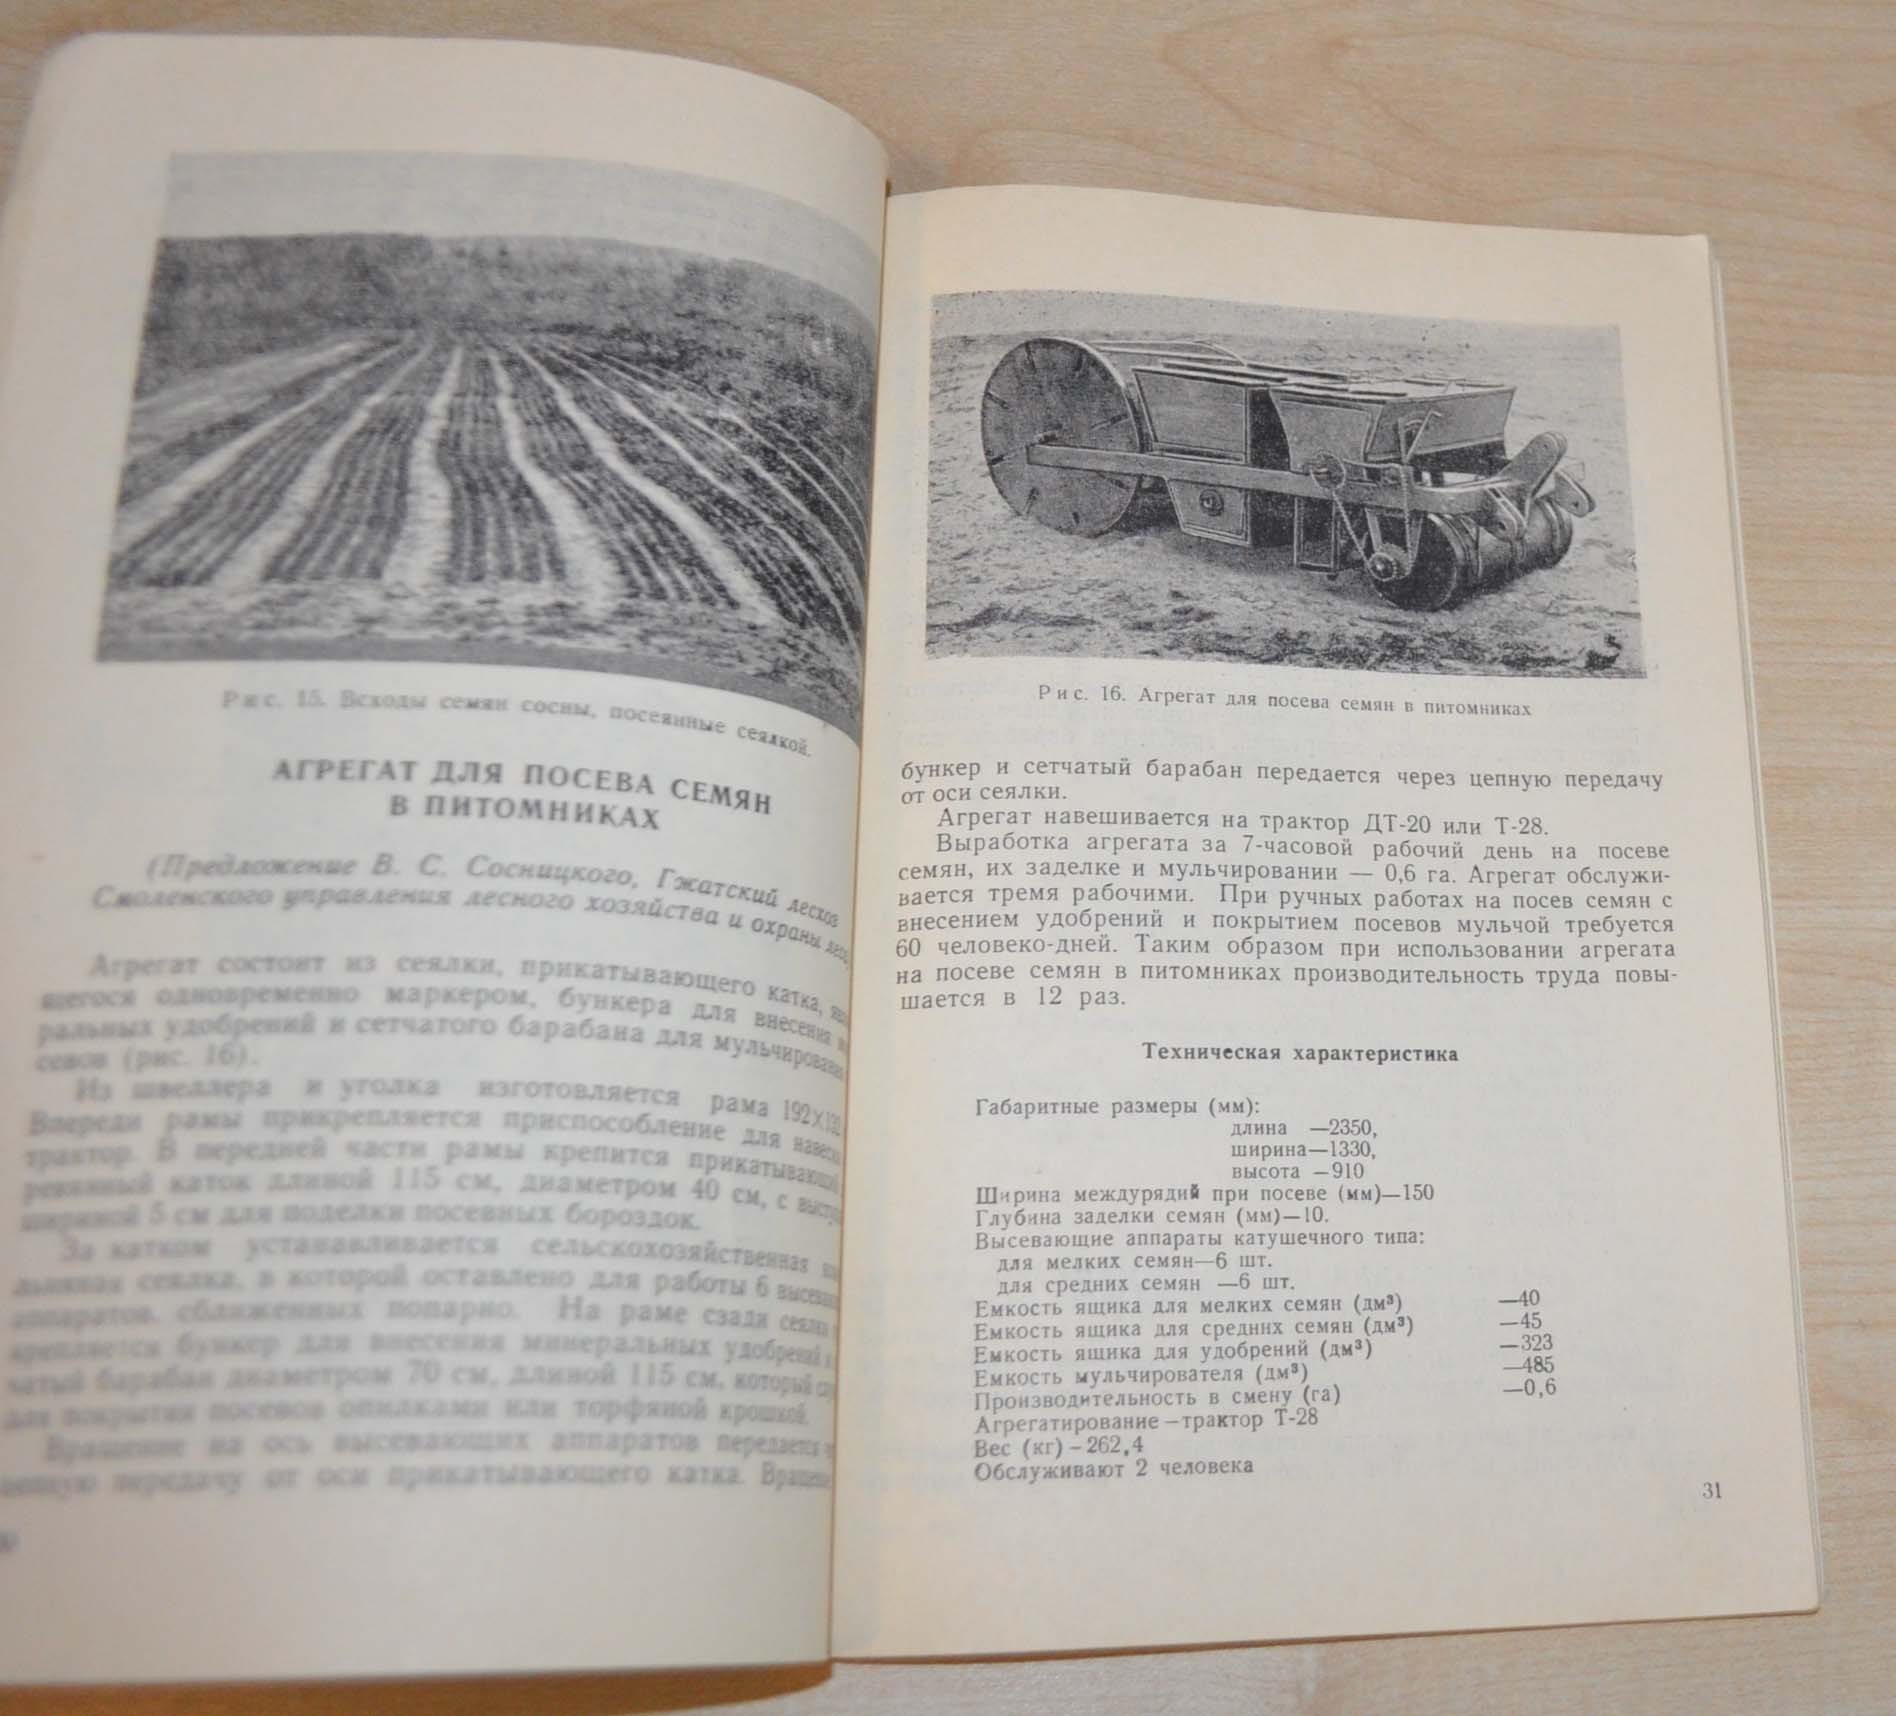 Рис. 15. Всходы семян сосны, посеянные сеялкой.
АГРЕГАТ ДЛЯ ПОСЕВА СЕМЯН
В ПИТОМНИКАХ
(Предложение В. С. Сосницкого, Гжатский лесхоз
Смоленского управления лесного хозяйства и охраны леса
Агрегат состоит из сеялки, прикатывающего катка,
щегося одновременно маркером, бункера для внесения
ральных удобрений и сетчатого барабана для мульчирования
севов (рис. 16).
Из швеллера и уголка изготовляется рама 192×132
Впереди рамы прикрепляется приспособление для навески
трактор. В передней части рамы крепится прикатывающий
ревянный каток длиной 115 см, диаметром 40 см, с высту
шириной 5 см для поделки посевных бороздок.
За катком устанавливается сельскохозяйственная
льняная сеялка, в которой оставлено для работы 6 высевающ
аппаратов, сближенных попарно. На раме сзади сеялки
крепляется бункер для внесения минеральных удобрений и
чатый барабан диаметром 70 см, длиной 115 см, который
для покрытия посевов опилками или торфяной крошкой.
Вращение на ось высевающих аппаратов передается ч
цепную передачу от оси прикатывающего катка. Вращение
Рис. 16. Агрегат для посева семян в питомниках
бункер и сетчатый барабан передается через цепную передачу
от оси сеялки.
Агрегат навешивается на трактор ДТ-20 или Т-28.
Выработка агрегата за 7-часовой рабочий день на посеве
семян, их заделке и мульчировании — 0,6 га. Агрегат обслужи-
вается тремя рабочими. При ручных работах на посев семян с
внесением удобрений и покрытием посевов мульчой требуется
60 человеко-дней. Таким образом при использовании агрегата
на посеве семян в питомниках производительность труда повы-
шается в 12 раз.
Техническая характеристика
Габаритные размеры (мм):
длина —2350,
ширина—1330,
высота —910
Ширина междурядий при посеве (мм)—150
Глубина заделки семян (мм)—10.
Высевающие аппараты катушечного типа:
для мелких семян—6 шт.
для средних семян —6 шт.
Емкость ящика для мелких семян (дм³) —40
Емкость ящика для средних семян (дм³) —45
Емкость ящика для удобрений (дм³) —323
Емкость мульчирователя (дм³) —485
Производительность в смену (га) —0,6
Агрегатирование—трактор Т-28
Вес (кг)-262,4
Обслуживают 2 человека
31